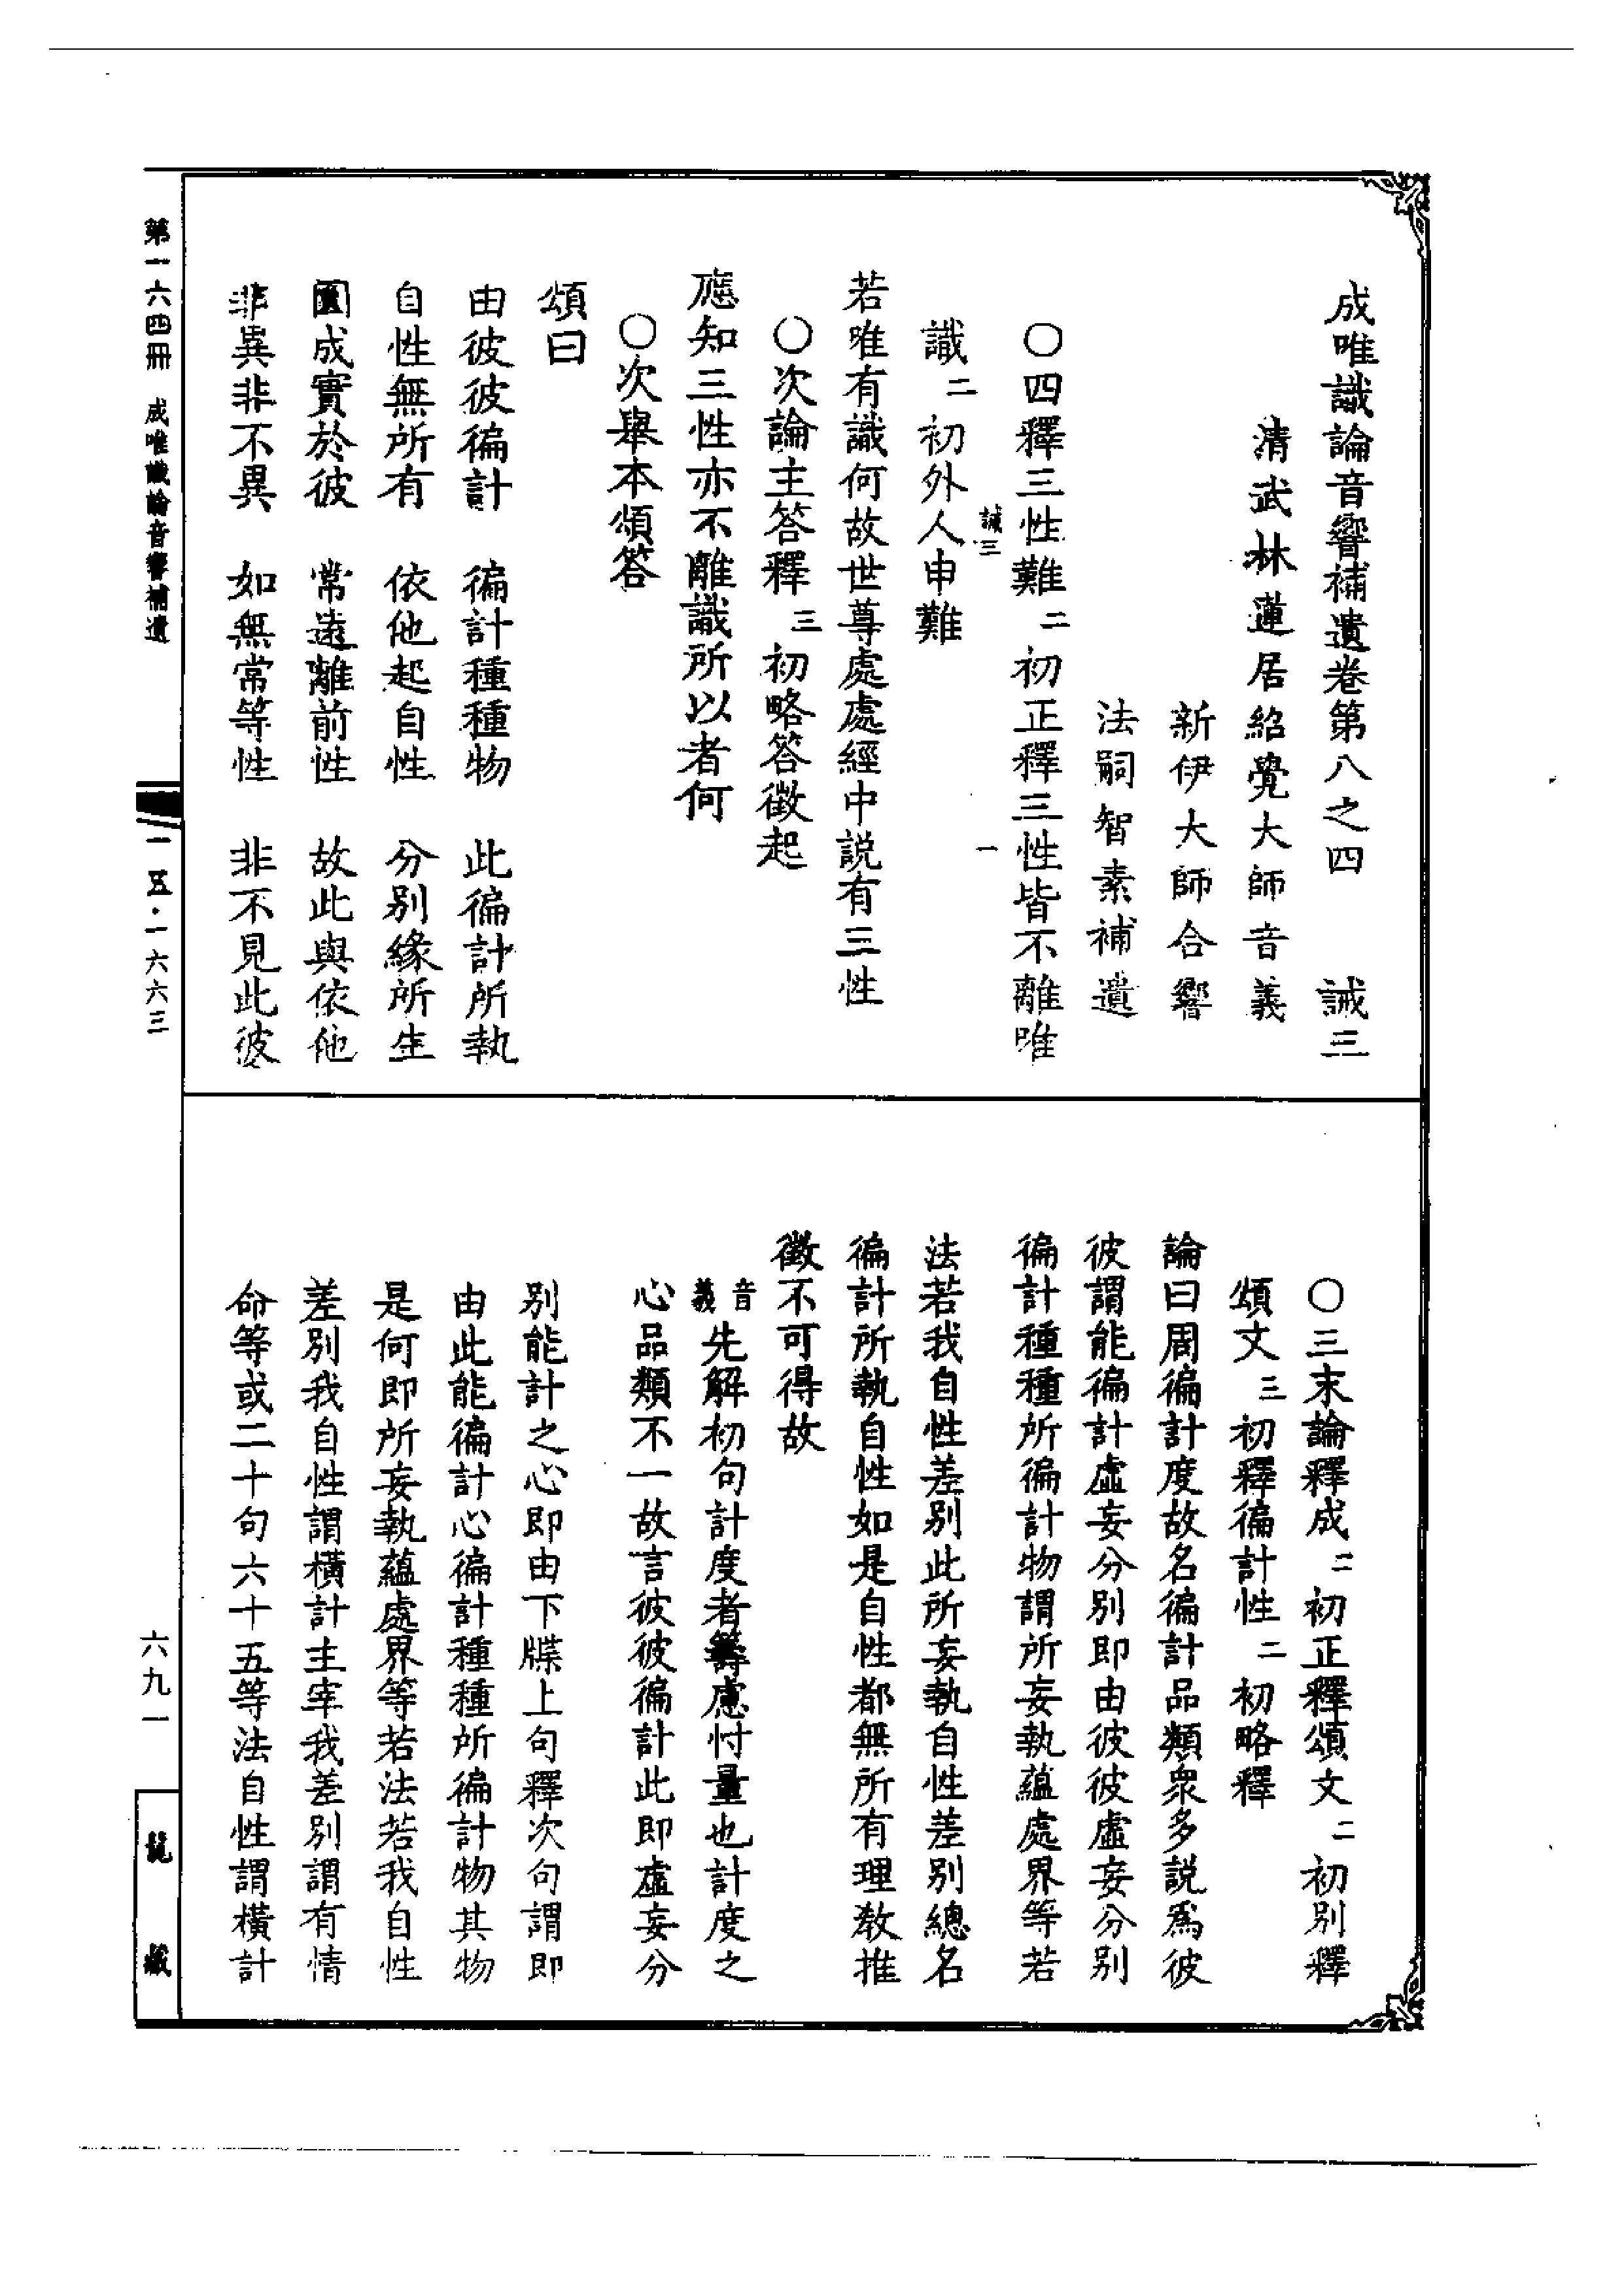 成唯識論音響補遺卷第八之四　誡三
清武林蓮居紹覺大師音義
新伊大師合響
法嗣智素補遺
〇四釋三性難二初正釋三性皆不離唯
誡三　一
識二初外人申難
若唯有識何故世尊處處經中説有三性
〇次論主答釋三初略答徵起
應知三性亦不離識所以者何
〇次舉本頌答
頌曰
由彼彼徧計　徧計種種物　此徧計所執
自性無所有　依他起自性　分別緣所生
圓成實於彼　常遠離前性　故此與依他
非異非不異　如無常等性　非不見此彼
〇三末論釋成二初正釋頌文二初別釋
頌文三初釋徧計性二初略釋
論曰周徧計度故名徧計品類衆多説爲彼
彼謂能徧計虛妄分別即由彼彼虛妄分別
徧計種種所徧計物謂所妄執蘊處界等若
法若我自性差別此所妄執自性差別總名
徧計所執自性如是自性都無所有理教推
徵不可得故
音義先解初句計度者籌慮忖量也計度之
心品類不一故言彼彼徧計此即虛妄分
別能計之心即由下牒上句釋次句謂即
由此能徧計心徧計種種所徧計物其物
是何即所妄執蘊處界等若法若我自性
差別我自性謂橫計主宰我差別謂有情
命等或二十句六十五等法自性謂橫計
第一六四冊　成唯識論音響補遺
一五·一六六三
六九一
龍藏